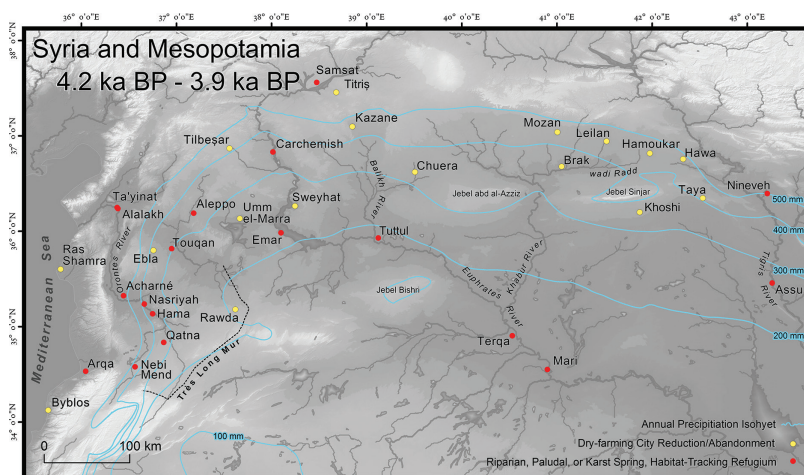 36°0'0"E
37°0'0"E
38°0'0"E
39°0'0"E
40°0'0"E
41°0'0"E
42°0'0"E
43°0'0"E
38°0'0"N
37°0'0"N
36°0'0"N
35°0'0"N
34°0'0"N
Syria and Mesopotamia
4.2 ka BP - 3.9 ka BP
Samsat
Titriş
Kazane
Tilbeşar
Carchemish
Mozan
Leilan
Hamoukar
Hawa
Brak
wadi Radd
Chuera
Balikh
River
Jebel abd al-Azziz
Jebel Sinjar
Taya
Nineveh
500 mm
Khoshi
400 mm
Ta'yinat
Alalakh
Aleppo
Umm
el-Marra
Sweyhat
Emar
Tuttul
Mediterranean Sea
Ras
Shamra
Orontes River
Ebla
Touqan
300 mm
Tigris
River
Assu
Acharné
Nasriyah
Hama
Rawda
Jebel Bishri
Euphrates
River
Khabur River
Qatna
Très Long Mur
Terqa
200 mm
Arqa
Nebi
Mend
Mari
Byblos
100 mm
0
100 km
Annual Precipitiation Isohyet
Dry-farming City Reduction/Abandonment
Riparian, Paludal, or Karst Spring, Habitat-Tracking Refugium